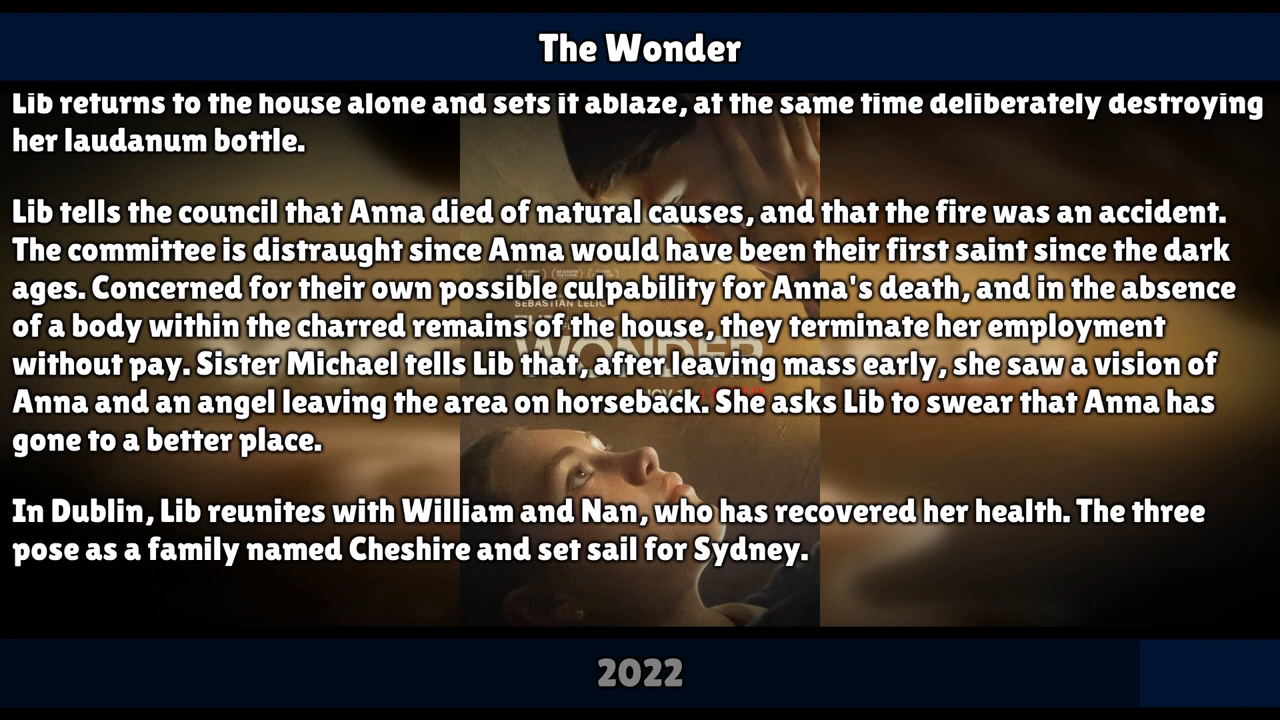 The Wonder
Lib returns to the house alone and sets it ablaze, at the same time deliberately destroying
her laudanum bottle.
Lib tells the council that Anna died of natural causes, and that the fire was an accident.
The committee is distraught since Anna would have been their first saint since the dark
ages. Concerned for their own possible culpability for Anna's death, and in the absence
of a body within the charred remains of the house, they terminate her employment
without pay. Sister Michael tells Lib that, after leaving mass early, she saw a vision of
Anna and an angel leaving the area on horseback. She asks Lib to swear that Anna has
gone to a better place.
In Dublin, Lib reunites with William and Nan, who has recovered her health. The three
pose as a family named Cheshire and set sail for Sydney.
SEBASTIÁN LELIO
WONDER
2022